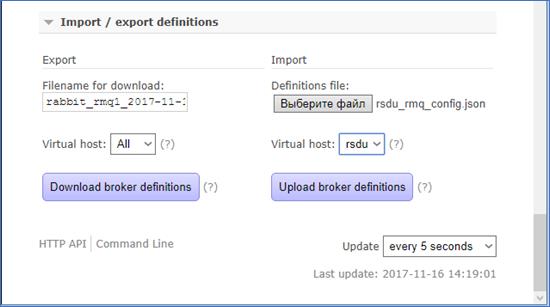 Import / export definitions
Export
Import
Filename for download:
Definitions file:
rabbit_rmq1_2017-11-
Выберите файл rsdu_rmq_config.json
Virtual host: All (?)
Virtual host: rsdu (?)
Download broker definitions (?)
Upload broker definitions (?)
HTTP API Command Line
Update every 5 seconds
Last update: 2017-11-16 14:19:01